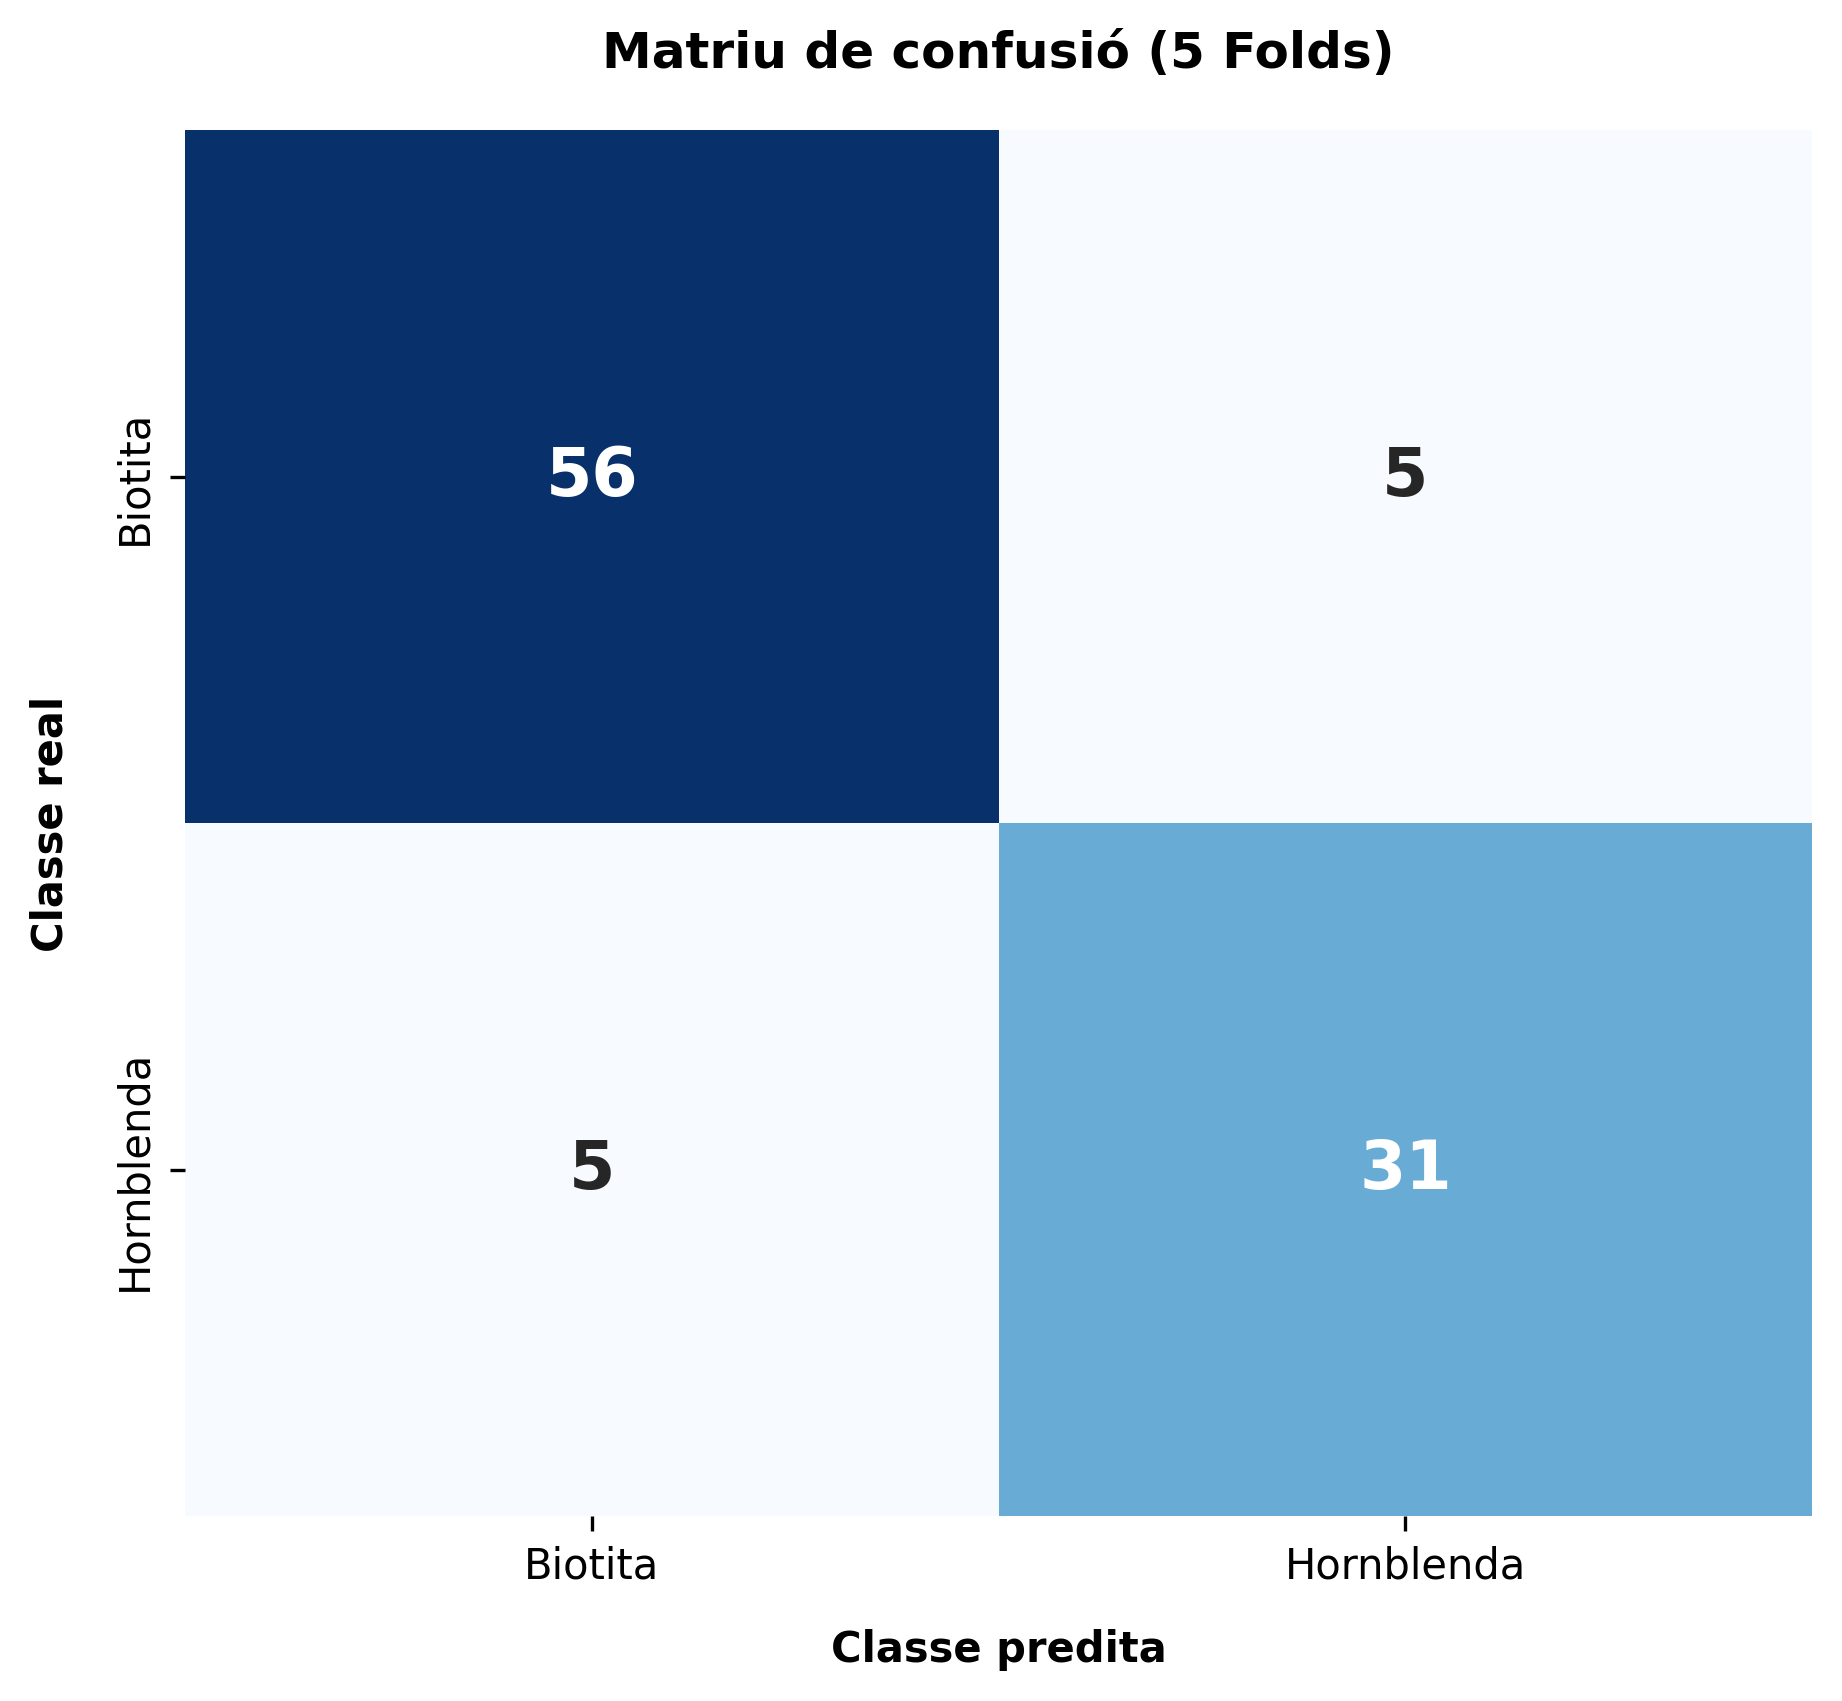 Matriu de confusió (5 Folds)
Classe real
Biotita
56
5
Hornblenda
5
31
Biotita
Hornblenda
Classe predita